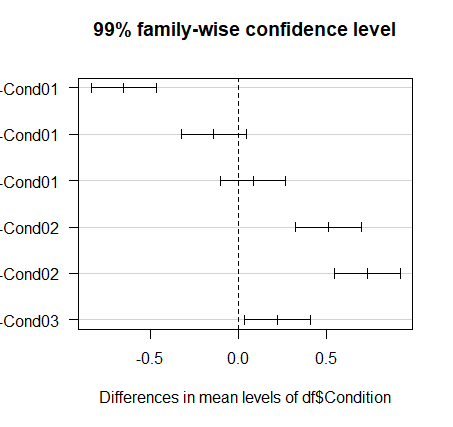 99% family-wise confidence level
-Cond01
-Cond01
-Cond01
-Cond02
-Cond02
-Cond03
-0.5 0.0 0.5
Differences in mean levels of df$Condition